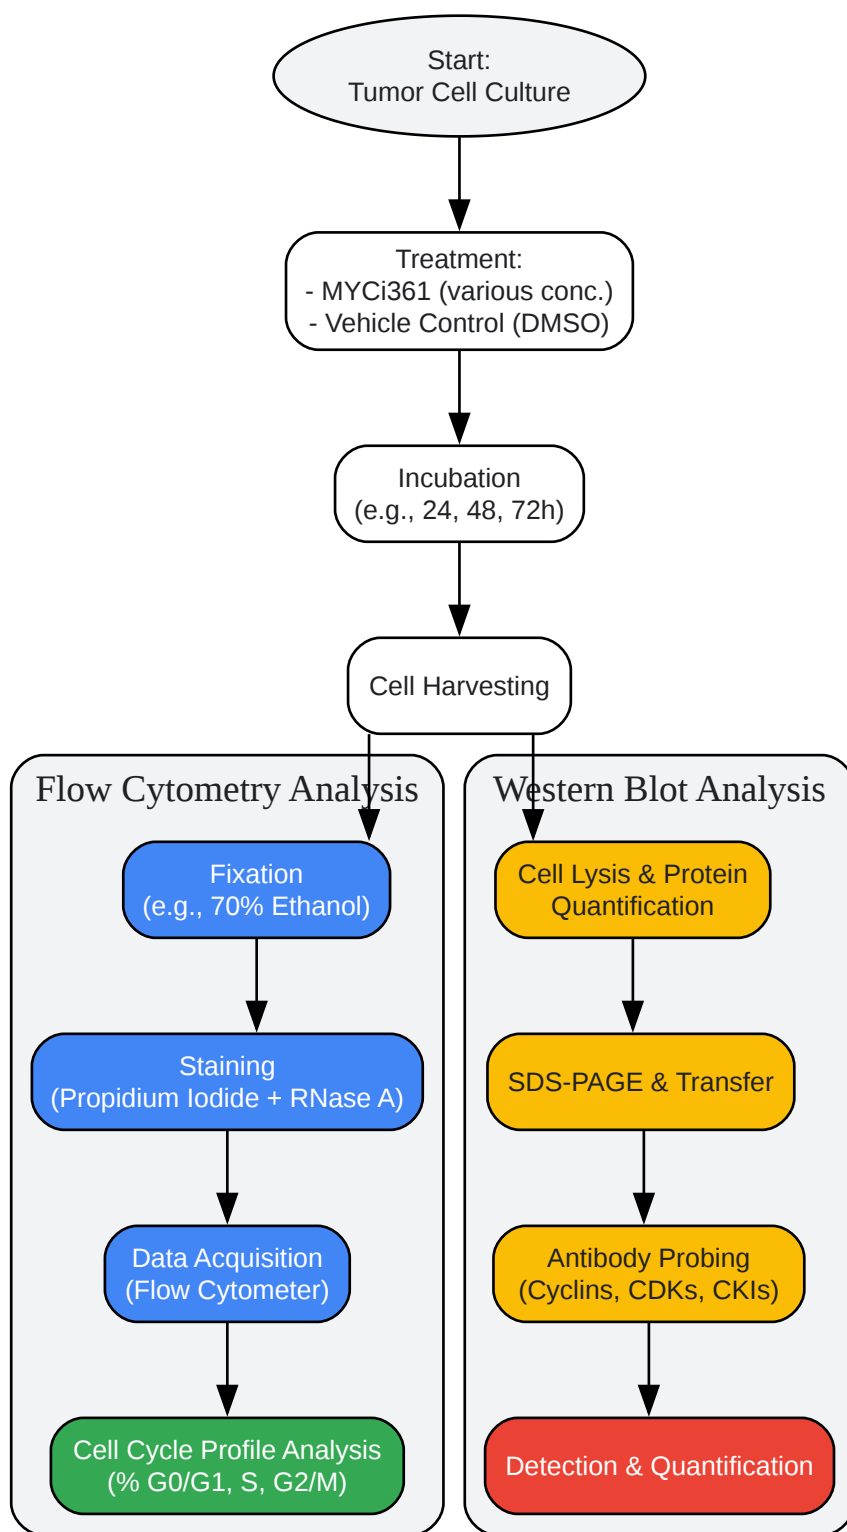 Start:
Tumor Cell Culture
Treatment:
- MYCi361 (various conc.)
- Vehicle Control (DMSO)
Incubation
(e.g., 24, 48, 72h)
Cell Harvesting
Flow Cytometry Analysis
Fixation
(e.g., 70% Ethanol)
Staining
(Propidium Iodide + RNase A)
Data Acquisition
(Flow Cytometer)
Cell Cycle Profile Analysis
(% G0/G1, S, G2/M)
Western Blot Analysis
Cell Lysis & Protein
Quantification
SDS-PAGE & Transfer
Antibody Probing
(Cyclins, CDKs, CKIs)
Detection & Quantification